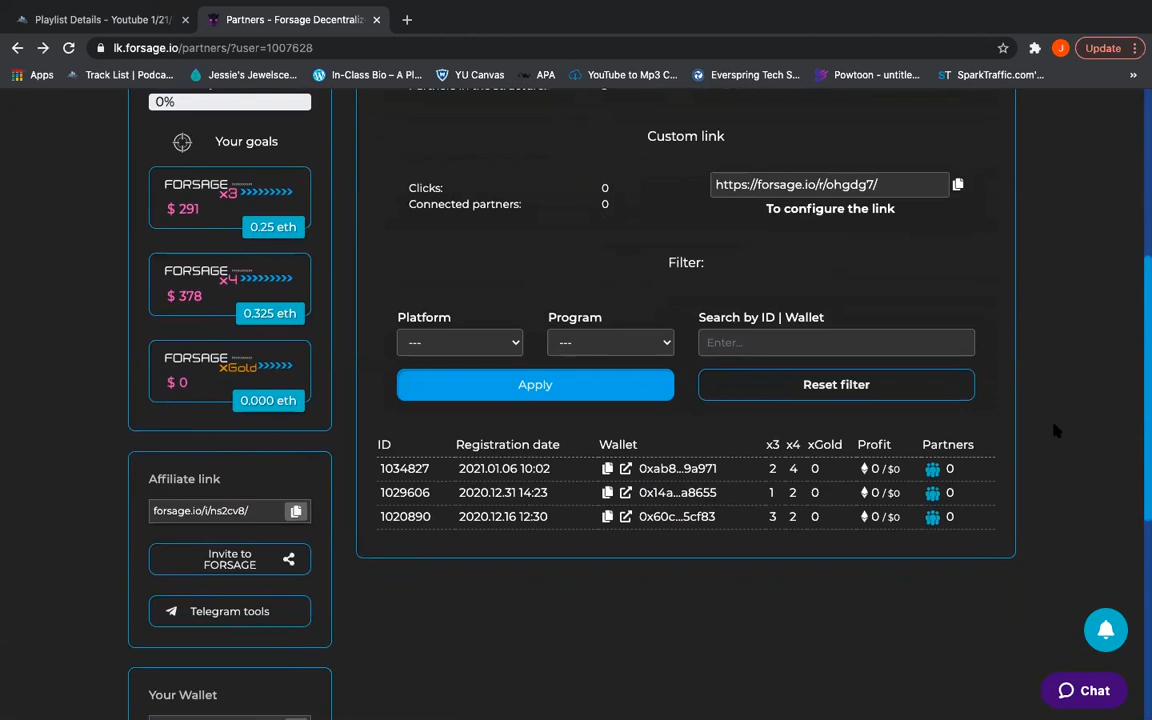 Playlist Details - Youtube 1/21/
Partners - Forsage Decentraliz
lk.forsage.io/partners/?user=1007628
Update
Apps
Track List | Podca...
Jessie's Jewelsce...
In-Class Bio – A Pl...
YU Canvas
APA
YouTube to Mp3 C...
Everspring Tech S...
Powtoon - untitle...
SparkTraffic.com'...
0%
Your goals
FORSAGE x3
$ 291
0.25 eth
FORSAGE x4
$ 378
0.325 eth
FORSAGE xGold
$ 0
0.000 eth
Affiliate link
forsage.io/i/ns2cv8/
Invite to
FORSAGE
Telegram tools
Your Wallet
Custom link
Clicks: 0
Connected partners: 0
https://forsage.io/r/ohgdg7/
To configure the link
Filter:
Platform Program Search by ID | Wallet
--- --- Enter...
Apply Reset filter
ID Registration date Wallet x3 x4 xGold Profit Partners
1034827 2021.01.06 10:02 0xab8...9a971 2 4 0 0 / $0 0
1029606 2020.12.31 14:23 0x14a...a8655 1 2 0 0 / $0 0
1020890 2020.12.16 12:30 0x60c...5cf83 3 2 0 0 / $0 0
Chat